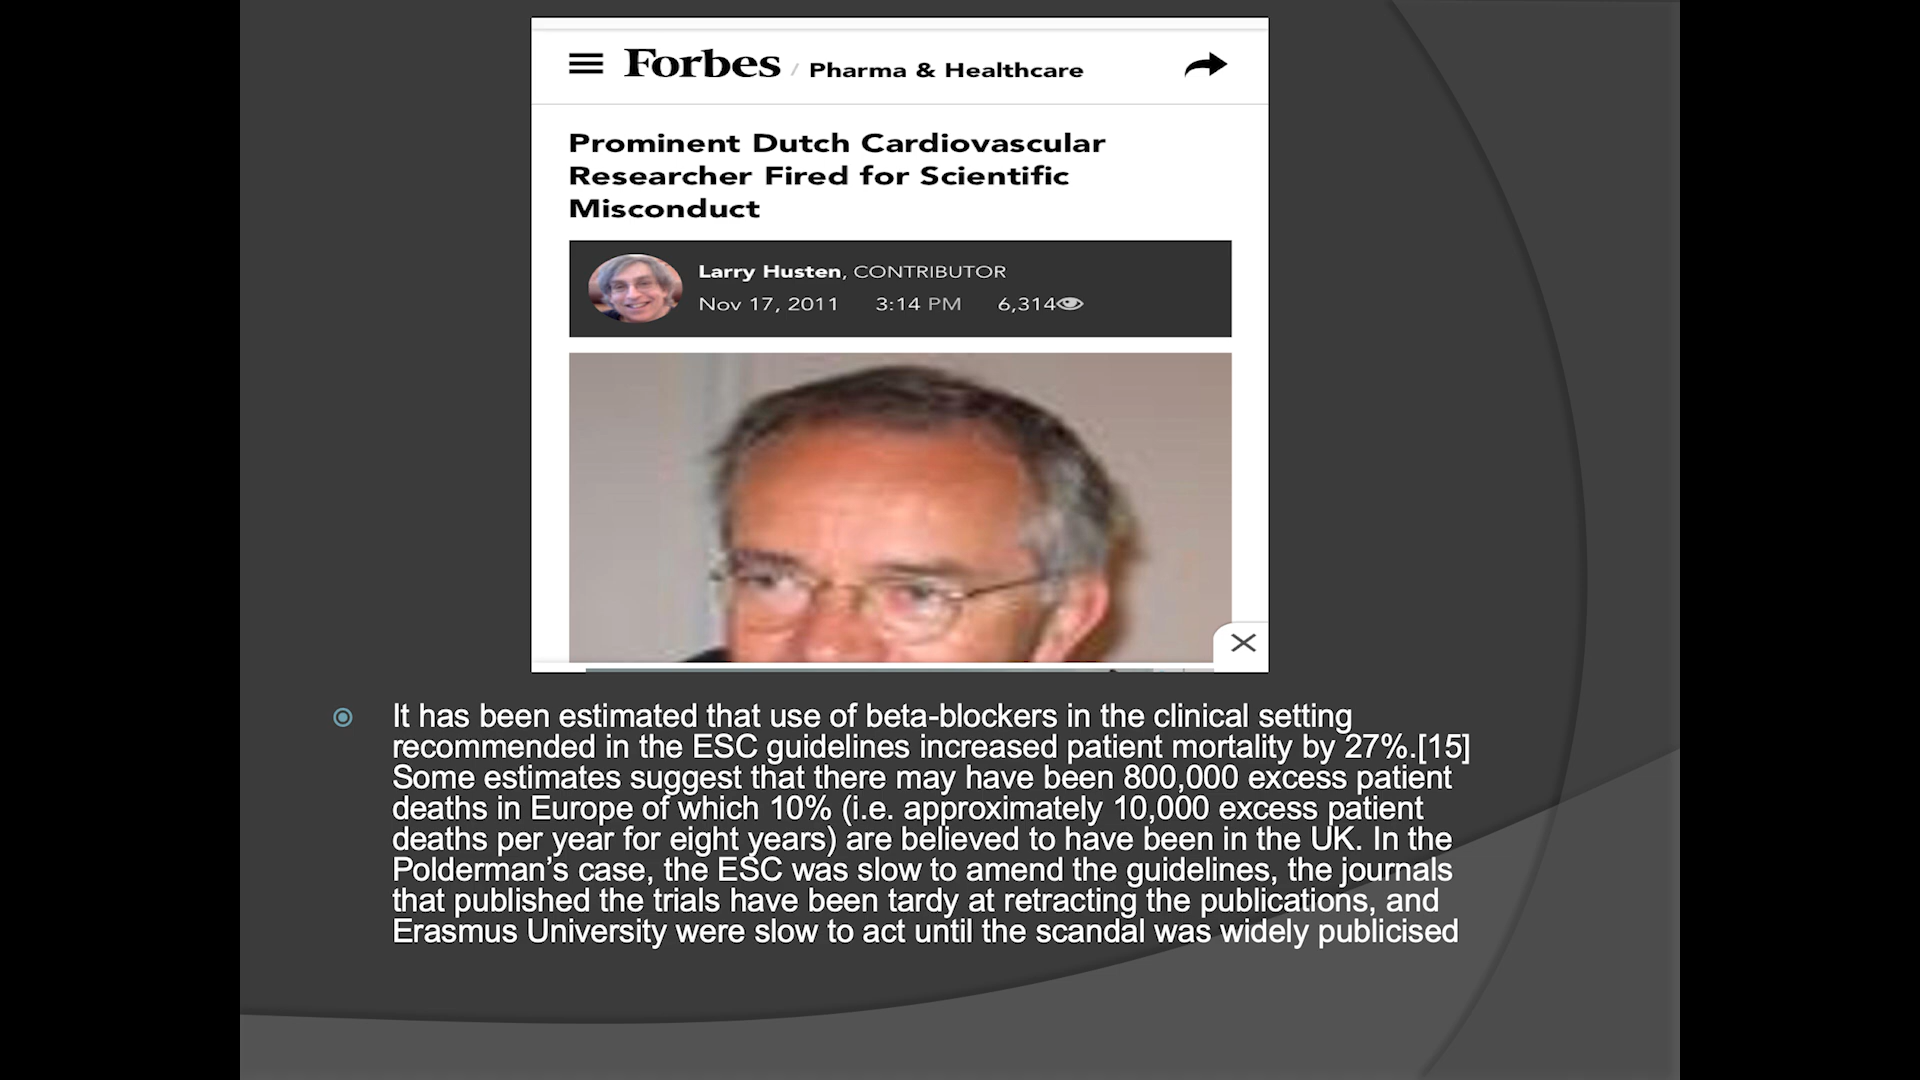 Forbes / Pharma & Healthcare
Prominent Dutch Cardiovascular
Researcher Fired for Scientific
Misconduct
Larry Husten, CONTRIBUTOR
Nov 17, 2011 3:14 PM 6,314
It has been estimated that use of beta-blockers in the clinical setting
recommended in the ESC guidelines increased patient mortality by 27%.[15]
Some estimates suggest that there may have been 800,000 excess patient
deaths in Europe of which 10% (i.e. approximately 10,000 excess patient
deaths per year for eight years) are believed to have been in the UK. In the
Polderman’s case, the ESC was slow to amend the guidelines, the journals
that published the trials have been tardy at retracting the publications, and
Erasmus University were slow to act until the scandal was widely publicised